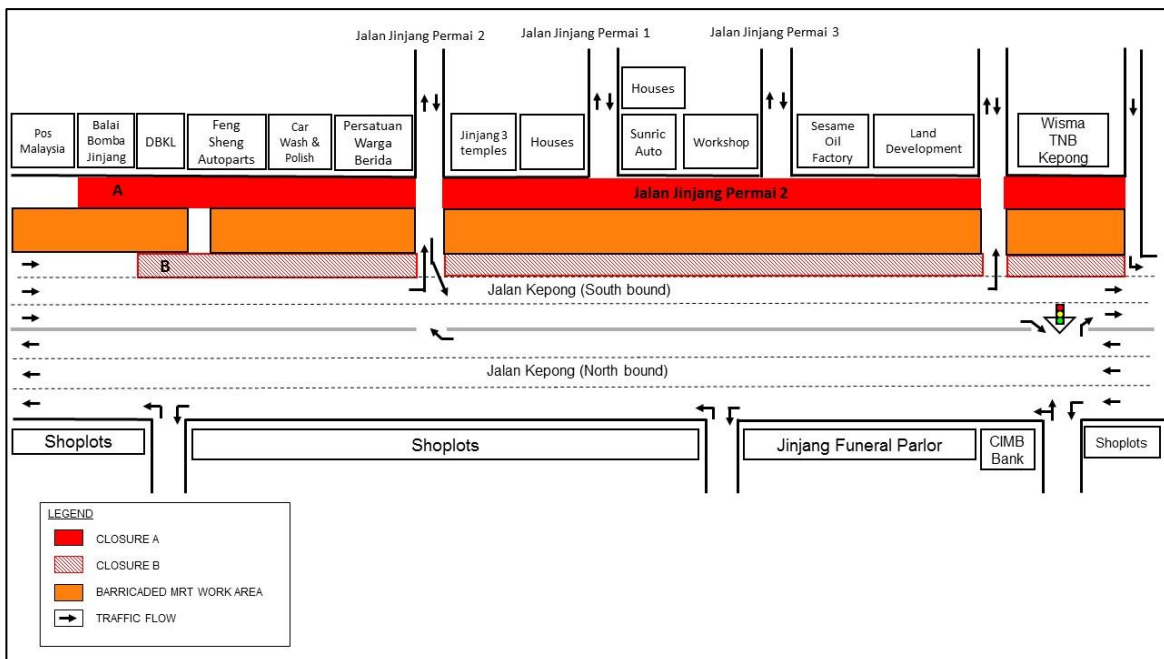 Jalan Jinjang Permai 2
Jalan Jinjang Permai 1
Jalan Jinjang Permai 3
Houses
Pos
Malaysia
Balai
Bomba
Jinjang
DBKL
Feng
Sheng
Autoparts
Car
Wash &
Polish
Persatuan
Warga
Berida
Jinjang 3
temples
Houses
Sunric
Auto
Workshop
Sesame
Oil
Factory
Land
Development
Wisma
TNB
Kepong
A
Jalan Jinjang Permai 2
B
Jalan Kepong (South bound)
Jalan Kepong (North bound)
Shoplots
Shoplots
Jinjang Funeral Parlor
CIMB
Bank
Shoplots
LEGEND
CLOSURE A
CLOSURE B
BARRICADED MRT WORK AREA
TRAFFIC FLOW